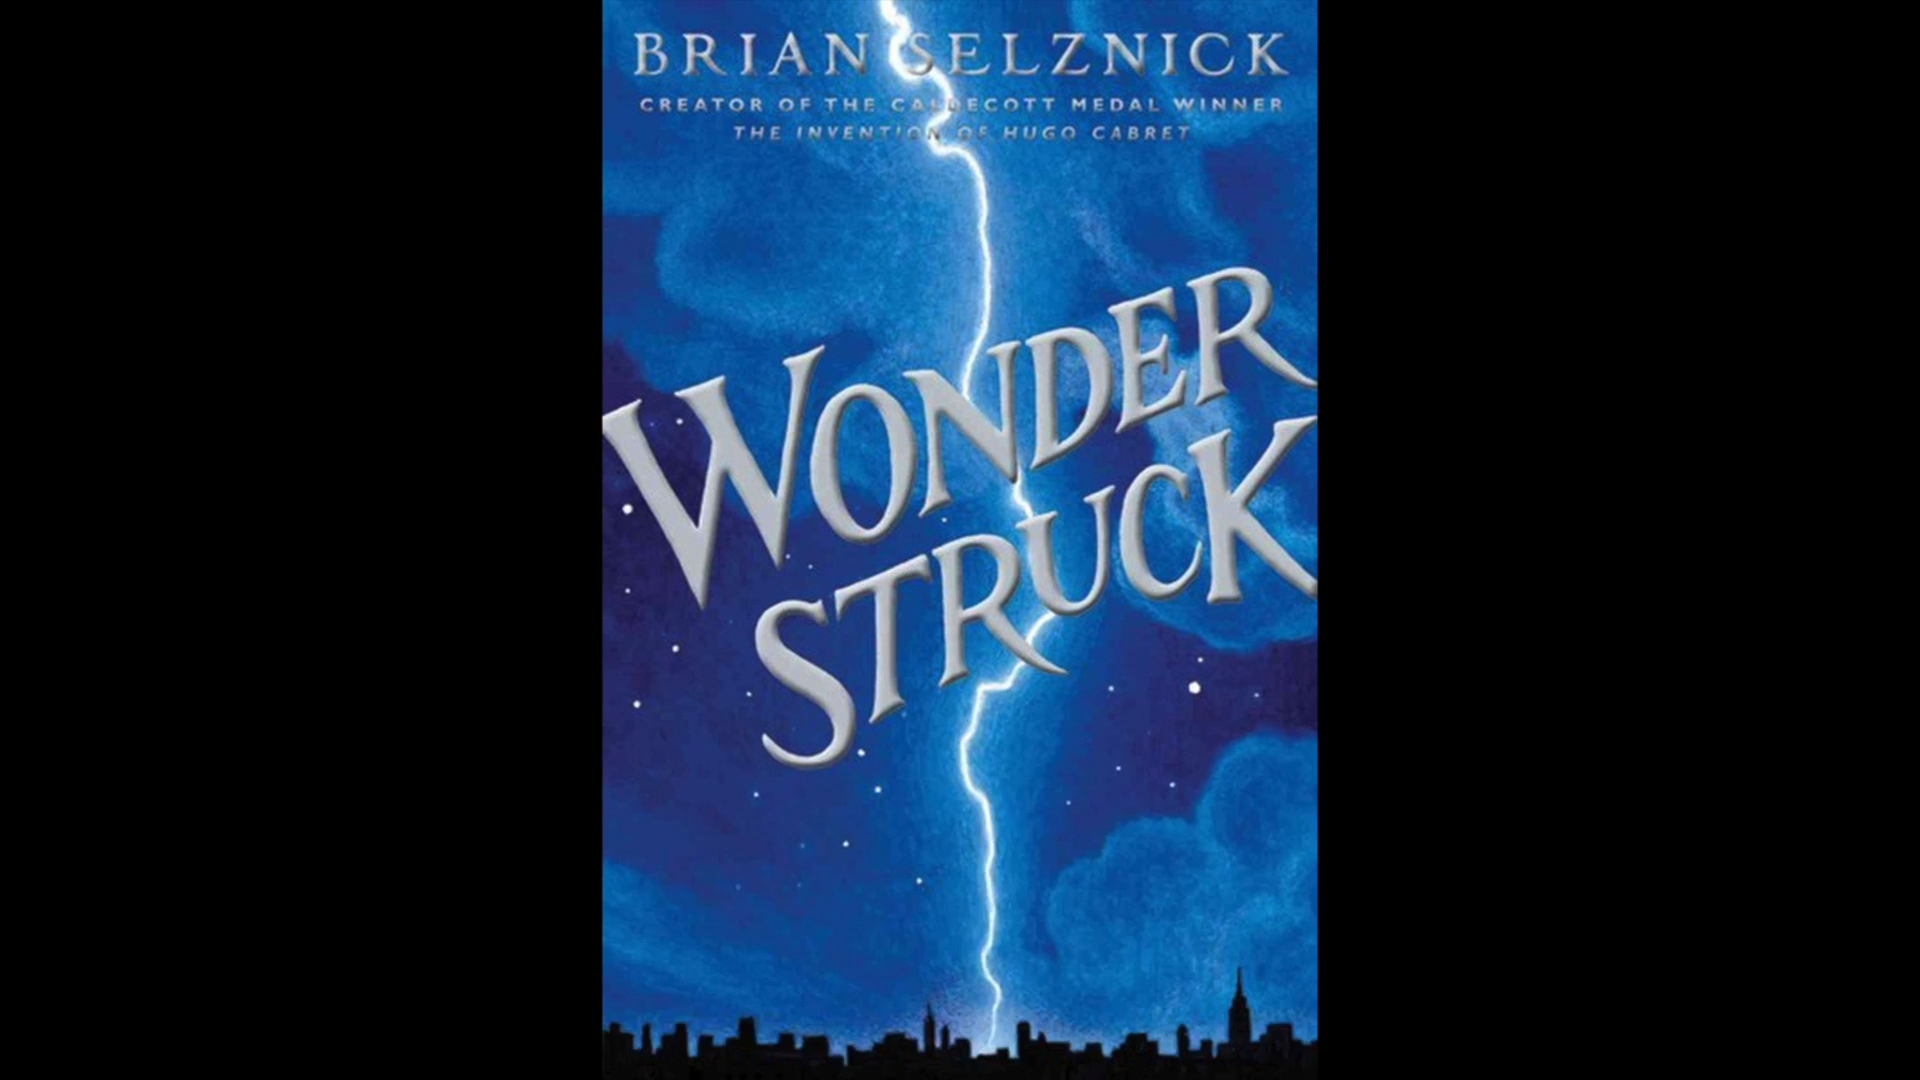 BRIAN SELZNICK
CREATOR OF THE CALDECOTT MEDAL WINNER
THE INVENTION OF HUGO CABRET
WONDER
STRUCK